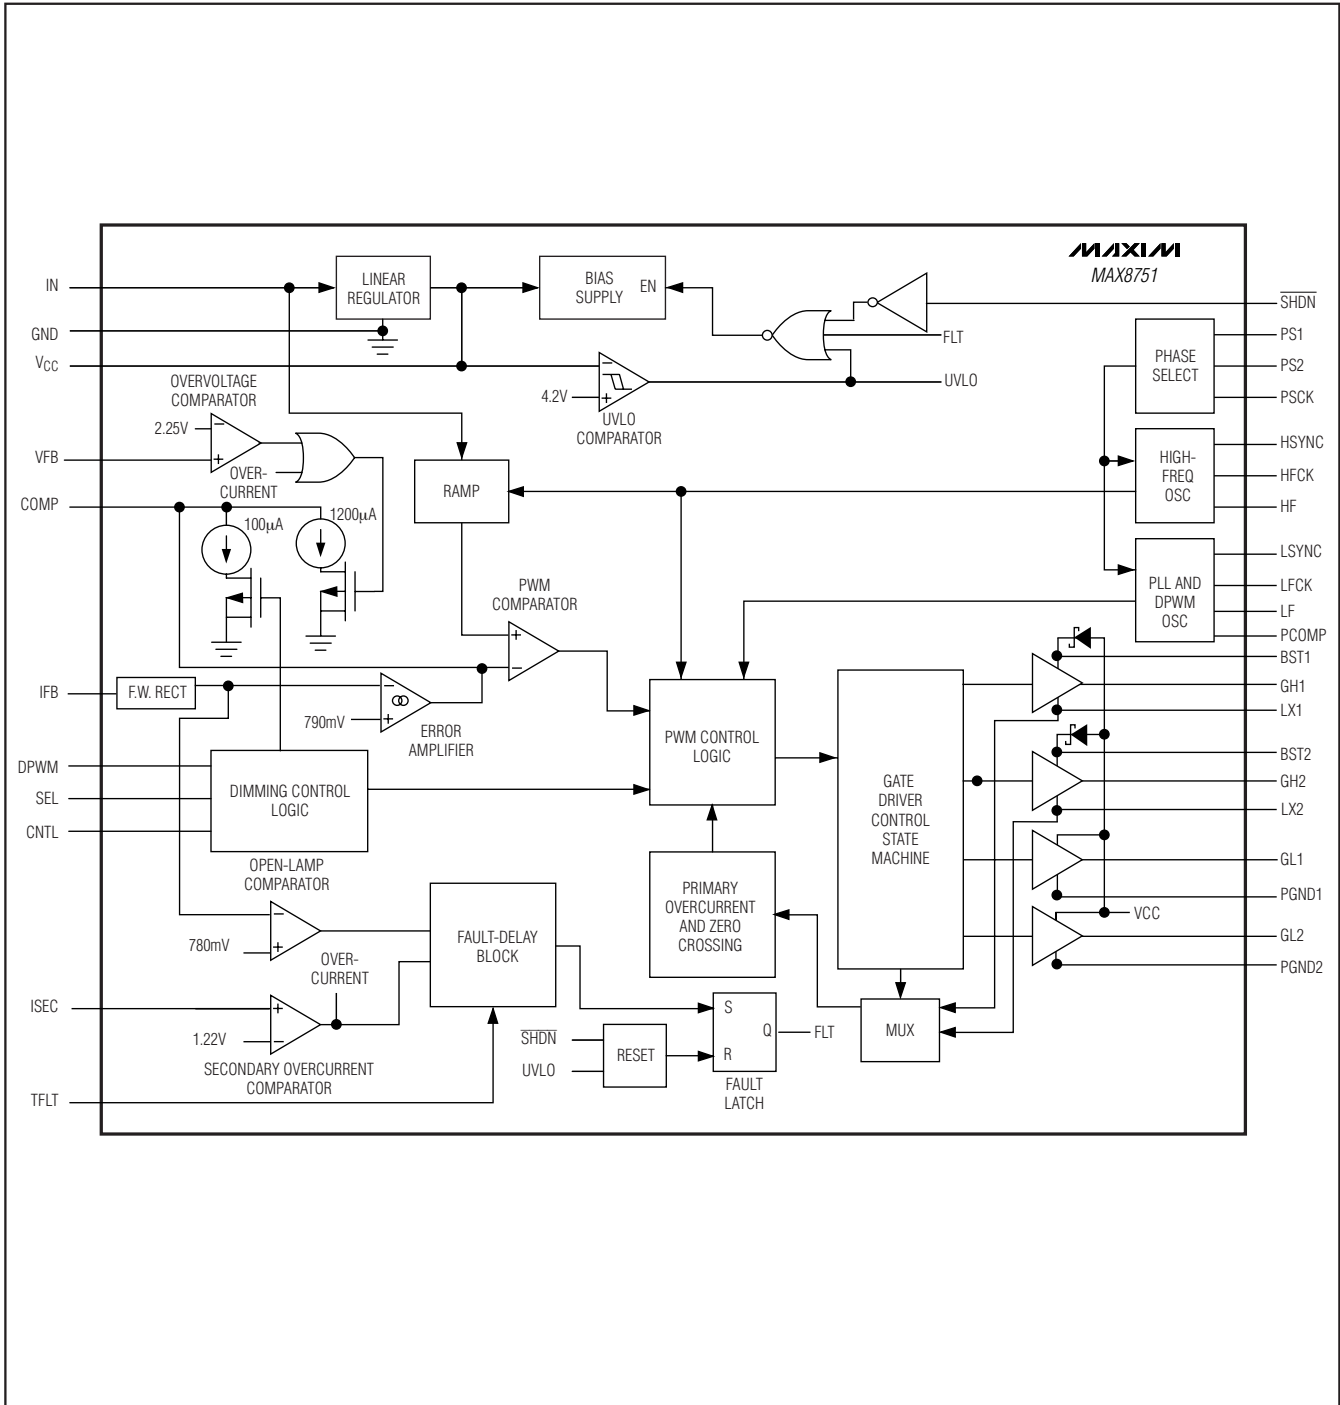 MAXIM
MAX8751
IN
GND
VCC
VFB
COMP
IFB
DPWM
SEL
CNTL
ISEC
TFLT
LINEAR
REGULATOR
BIAS
SUPPLY
EN
FLT
UVLO
4.2V
UVLO
COMPARATOR
OVERVOLTAGE
COMPARATOR
2.25V
OVER-
CURRENT
100µA
1200µA
RAMP
PWM
COMPARATOR
F.W. RECT
790mV
ERROR
AMPLIFIER
DIMMING CONTROL
LOGIC
OPEN-LAMP
COMPARATOR
780mV
OVER-
CURRENT
1.22V
SECONDARY OVERCURRENT
COMPARATOR
FAULT-DELAY
BLOCK
SHDN
UVLO
RESET
S
R
Q
FLT
FAULT
LATCH
PWM CONTROL
LOGIC
PRIMARY
OVERCURRENT
AND ZERO
CROSSING
GATE
DRIVER
CONTROL
STATE
MACHINE
MUX
VCC
PHASE
SELECT
HIGH-
FREQ
OSC
PLL AND
DPWM
OSC
SHDN
PS1
PS2
PSCK
HSYNC
HFCK
HF
LSYNC
LFCK
LF
PCOMP
BST1
GH1
LX1
BST2
GH2
LX2
GL1
PGND1
GL2
PGND2